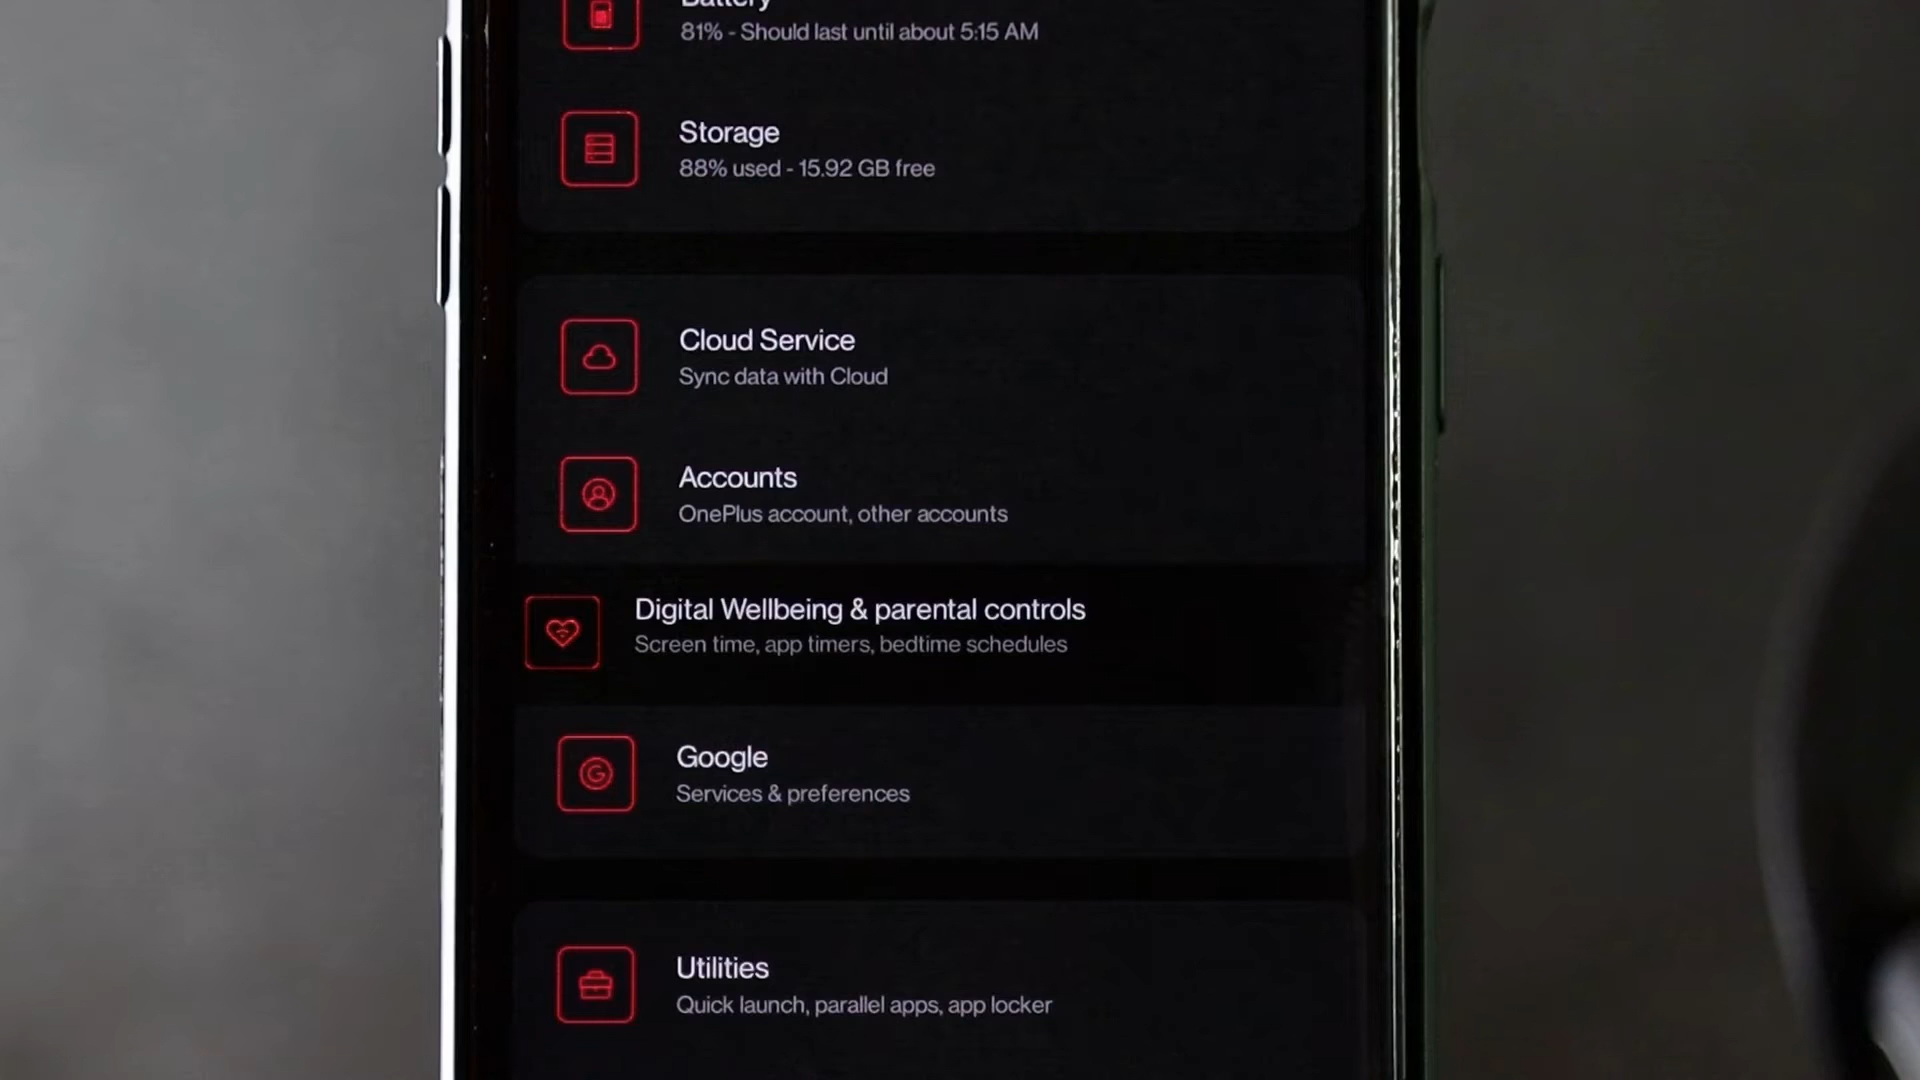 Battery
81% - Should last until about 5:15 AM
Storage
88% used - 15.92 GB free
Cloud Service
Sync data with Cloud
Accounts
OnePlus account, other accounts
Digital Wellbeing & parental controls
Screen time, app timers, bedtime schedules
Google
Services & preferences
Utilities
Quick launch, parallel apps, app locker